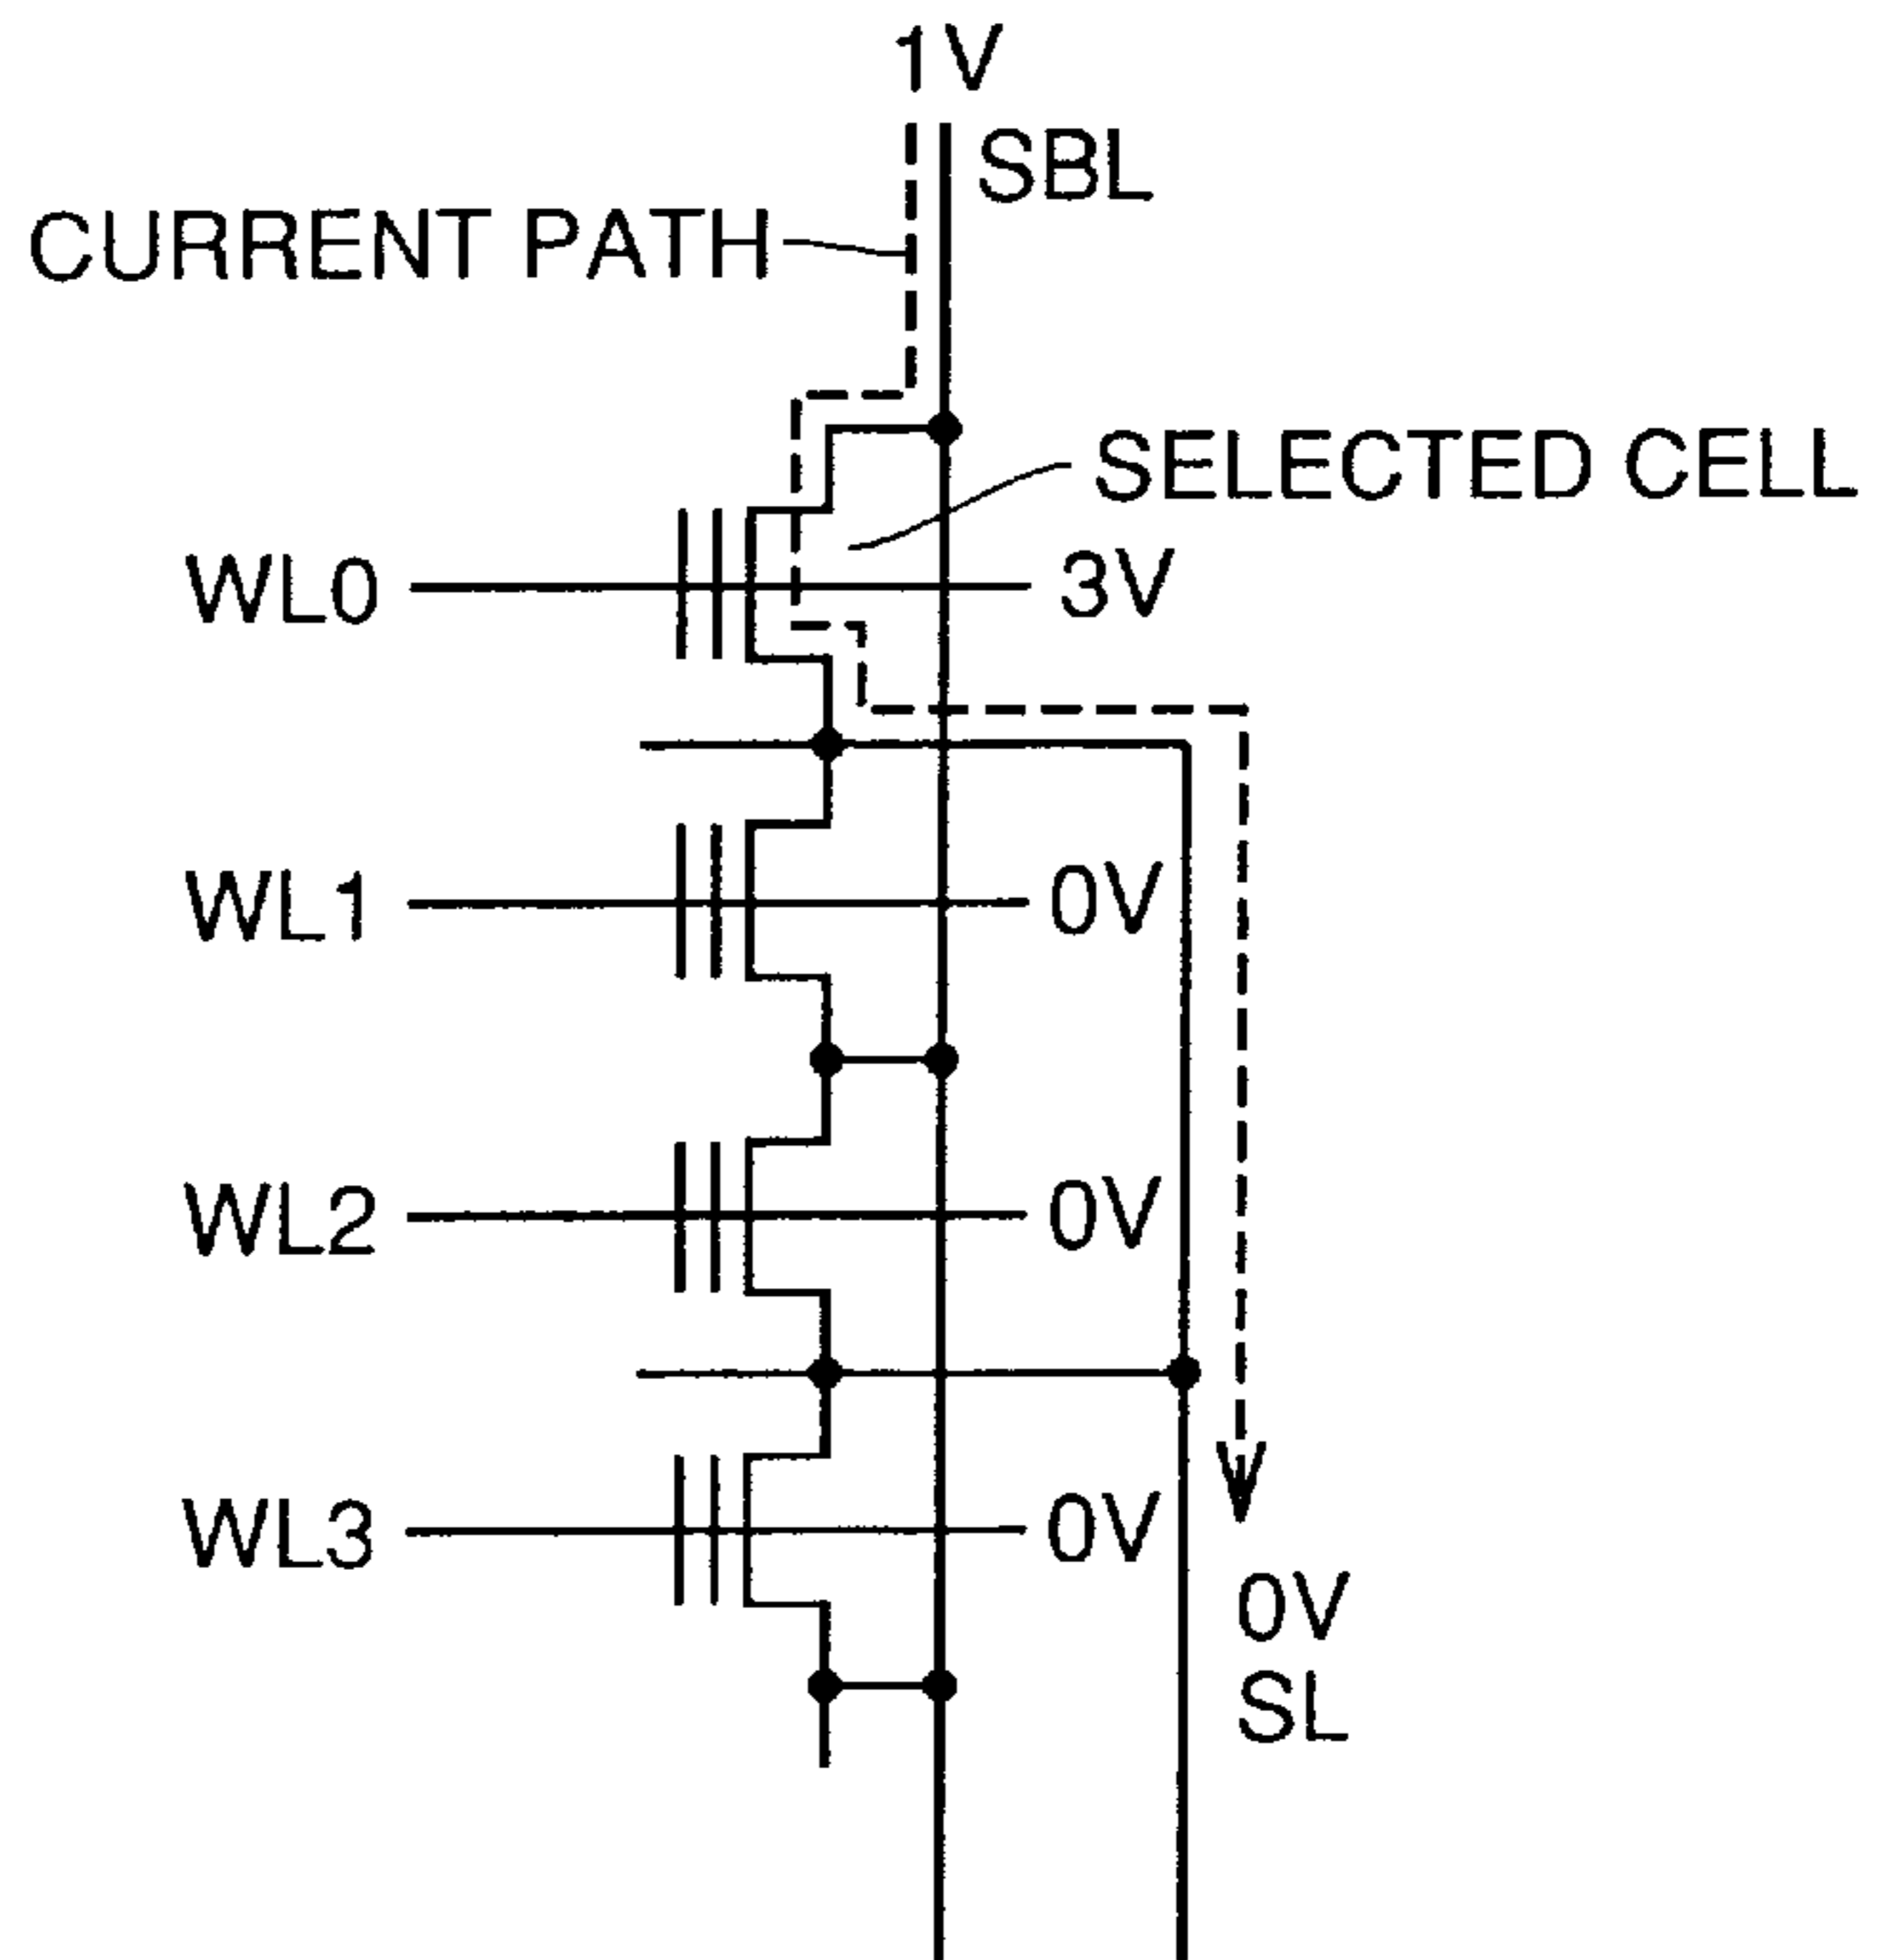 1V
SBL
CURRENT PATH
SELECTED CELL
WL0 3V
WL1 0V
WL2 0V
WL3 0V
0V
SL